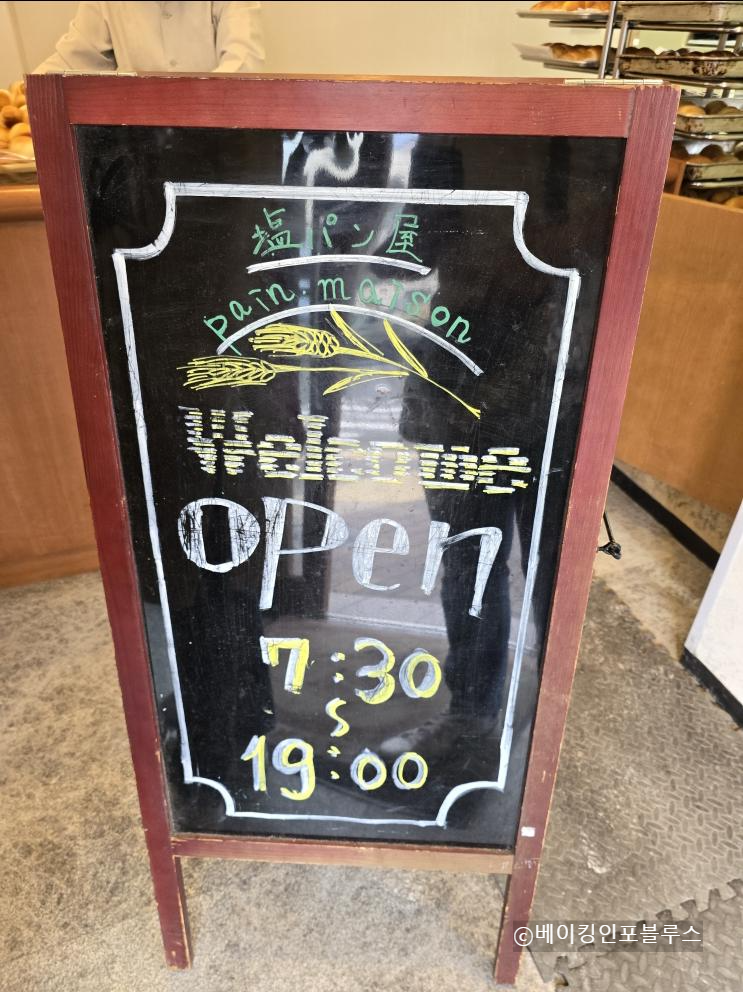 塩パン屋
pain.maison
Welcome
open
7:30
S
19:00
©베이킹인포블루스